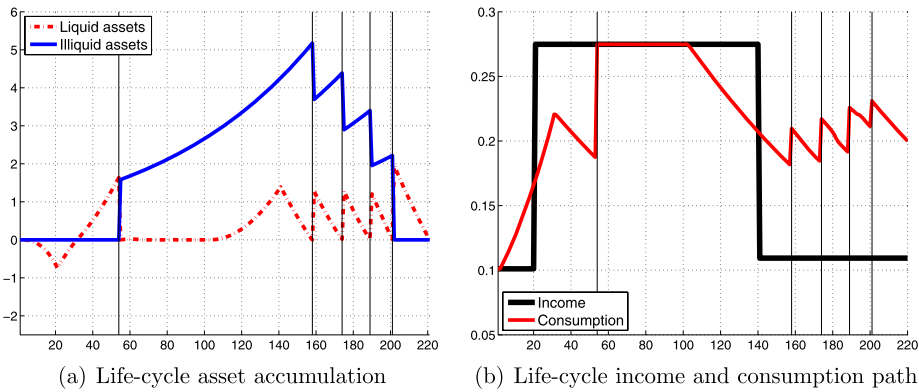 6
5
4
3
2
1
0
−1
−2
Liquid assets
Illiquid assets
20 40 60 80 100 120 140 160 180 200 220
(a) Life-cycle asset accumulation
0.3
0.25
0.2
0.15
0.1
0.05
Income
Consumption
20 40 60 80 100 120 140 160 180 200 220
(b) Life-cycle income and consumption path